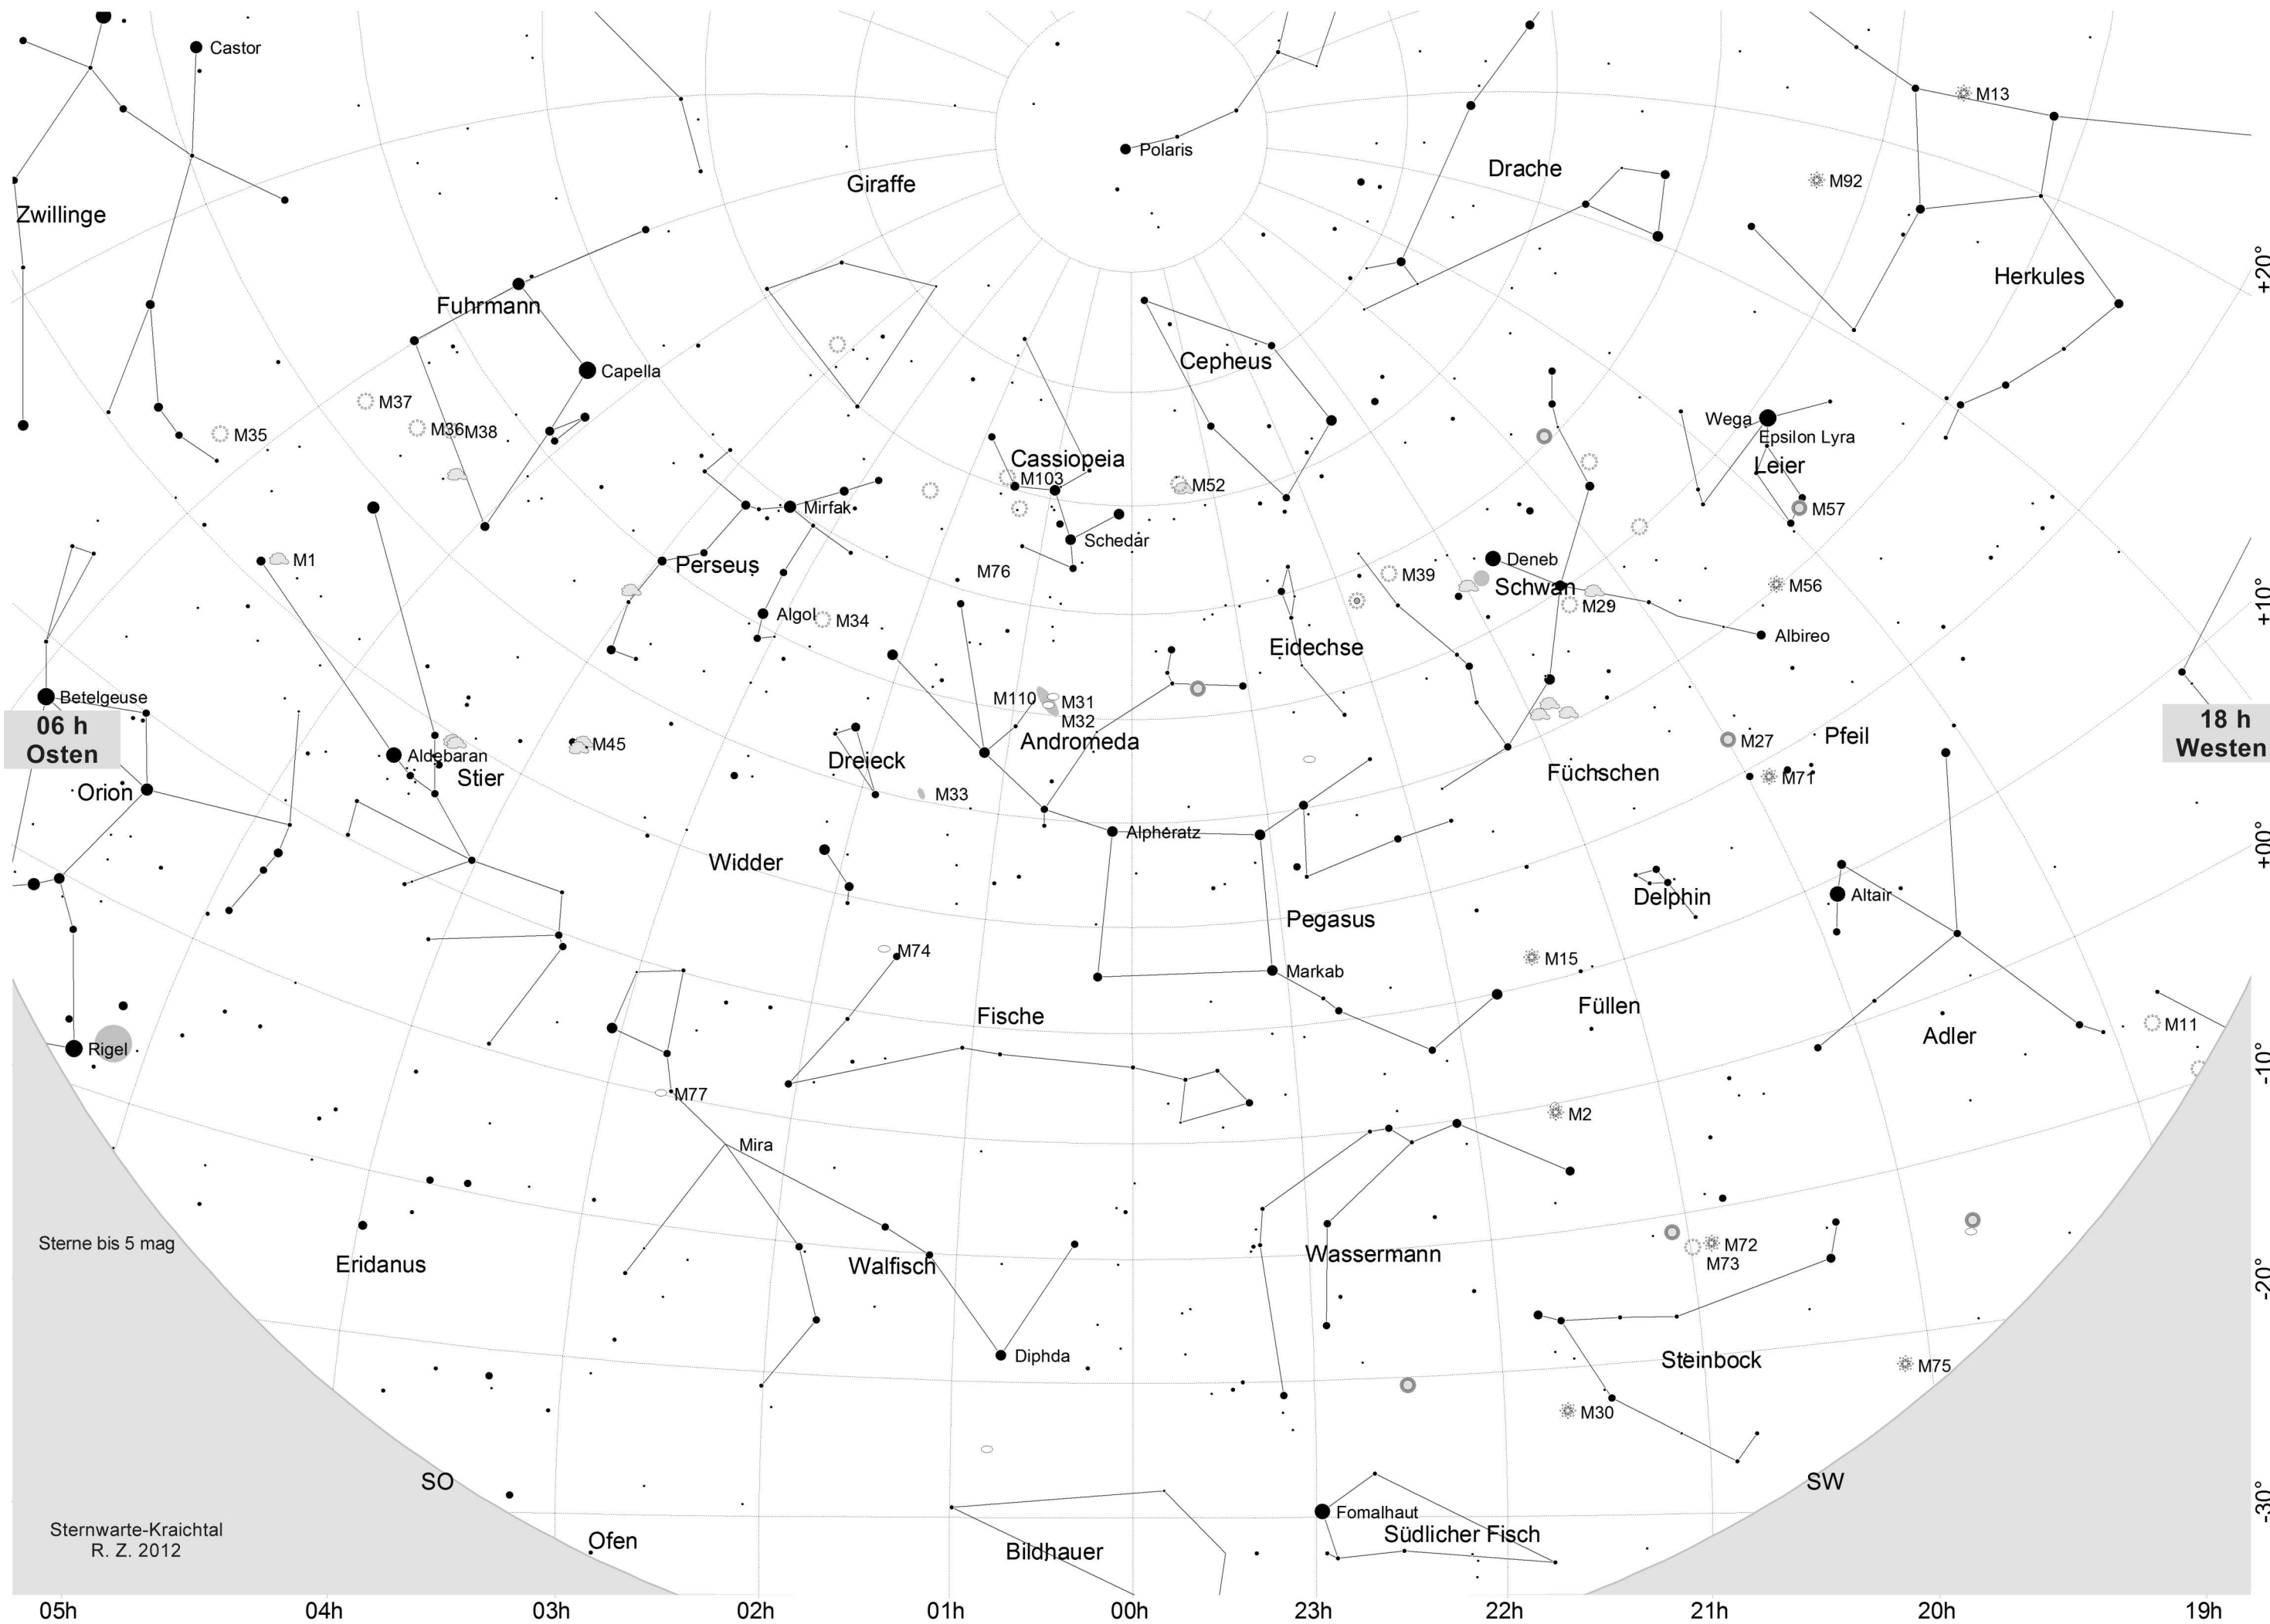 Castor
M13
Polaris
Drache
M92
Giraffe
Zwillinge
+20°
Herkules
Fuhrmann
Cepheus
Capella
M37
Wega
M36
M38
M35
Epsilon Lyra
Cassiopeia
Leier
M103
M52
Mirfak
M57
Schedar
Deneb
M1
Perseus
M76
M39
Schwan
M56
+10°
Algol
M34
M29
Albireo
Eidechse
Betelgeuse
M110
M31
M32
06 h
Osten
18 h
Westen
M45
Andromeda
M27
Pfeil
Aldebaran
Dreieck
Stier
Füchschen
M71
Orion
M33
Alpheratz
+00°
Widder
Delphin
Altair
Pegasus
M74
M15
Markab
Fische
Füllen
M11
Adler
Rigel
-10°
M77
M2
Mira
Sterne bis 5 mag
M72
Wassermann
M73
Eridanus
Walfisch
-20°
Diphda
Steinbock
M75
M30
SO
SW
-30°
Fomalhaut
Sternwarte-Kraichtal
R. Z. 2012
Südlicher Fisch
Ofen
Bildhauer
05h 04h 03h 02h 01h 00h 23h 22h 21h 20h 19h